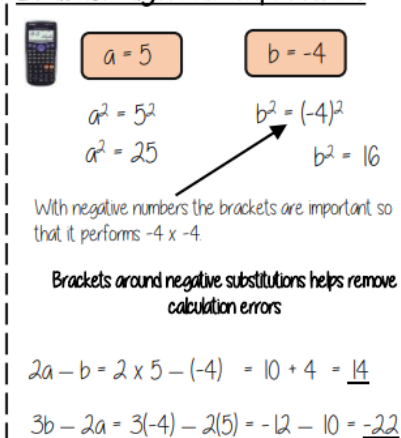 a = 5
b = -4
a² = 5²
b² = (-4)²
a² = 25
b² = 16
With negative numbers the brackets are important so
that it performs -4 x -4.
Brackets around negative substitutions helps remove
calculation errors
2a – b = 2 x 5 – (-4) = 10 + 4 = 14
3b – 2a = 3(-4) – 2(5) = -12 – 10 = -22